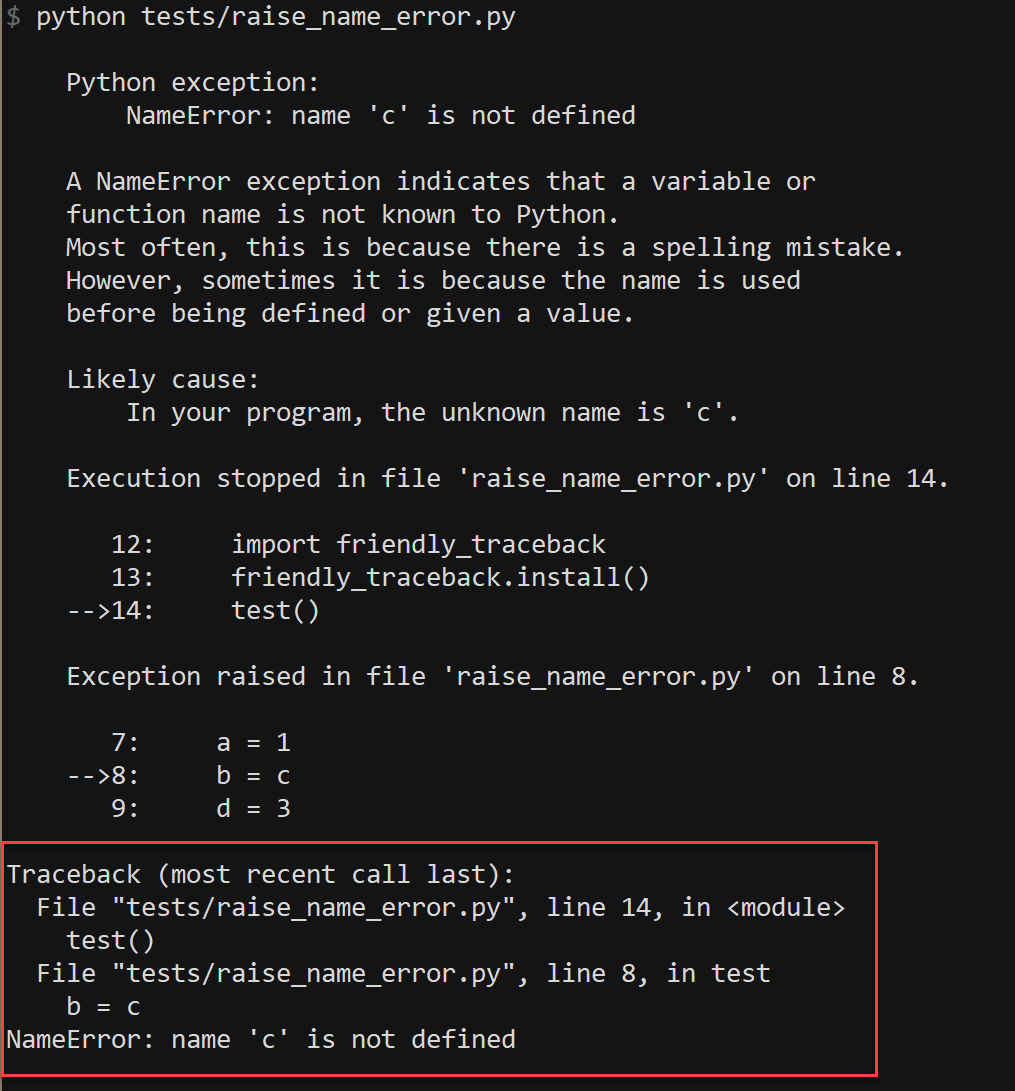 $ python tests/raise_name_error.py
Python exception:
NameError: name 'c' is not defined
A NameError exception indicates that a variable or
function name is not known to Python.
Most often, this is because there is a spelling mistake.
However, sometimes it is because the name is used
before being defined or given a value.
Likely cause:
In your program, the unknown name is 'c'.
Execution stopped in file 'raise_name_error.py' on line 14.
12: import friendly_traceback
13: friendly_traceback.install()
-->14: test()
Exception raised in file 'raise_name_error.py' on line 8.
7: a = 1
-->8: b = c
9: d = 3
Traceback (most recent call last):
File "tests/raise_name_error.py", line 14, in <module>
test()
File "tests/raise_name_error.py", line 8, in test
b = c
NameError: name 'c' is not defined